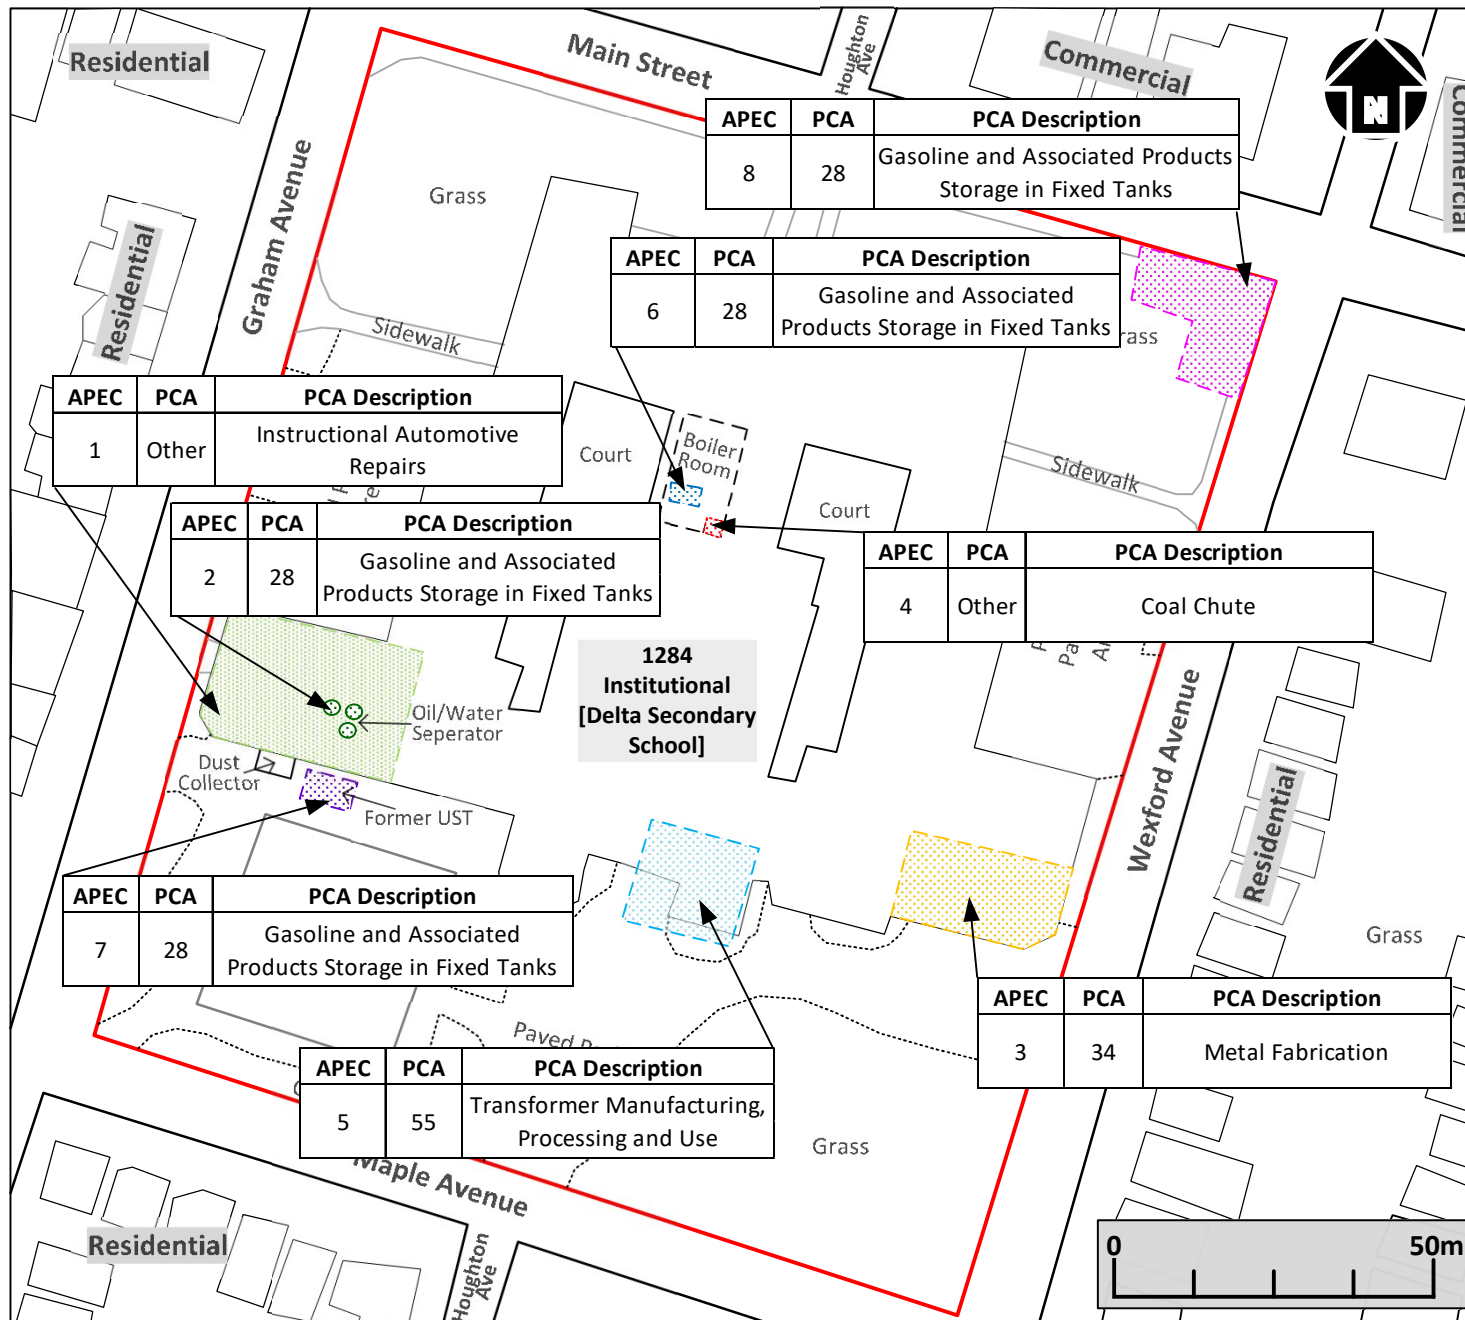 Residential
Main Street
Houghton
Ave
Commercial
N
Commercial
APEC PCA PCA Description
8 28 Gasoline and Associated Products
Storage in Fixed Tanks
Grass
Graham Avenue
Residential
APEC PCA PCA Description
6 28 Gasoline and Associated
Products Storage in Fixed Tanks
rass
Sidewalk
APEC PCA PCA Description
1 Other Instructional Automotive
Repairs
Court
Boiler
Room
Sidewalk
Court
APEC PCA PCA Description
2 28 Gasoline and Associated
Products Storage in Fixed Tanks
APEC PCA PCA Description
4 Other Coal Chute
1284
Institutional
[Delta Secondary
School]
Oil/Water
Seperator
Dust
Collector
Former UST
Wexford Avenue
Residential
APEC PCA PCA Description
7 28 Gasoline and Associated
Products Storage in Fixed Tanks
Grass
APEC PCA PCA Description
3 34 Metal Fabrication
Paved
APEC PCA PCA Description
5 55 Transformer Manufacturing,
Processing and Use
Grass
Maple Avenue
Residential
Houghton
Ave
0 50m